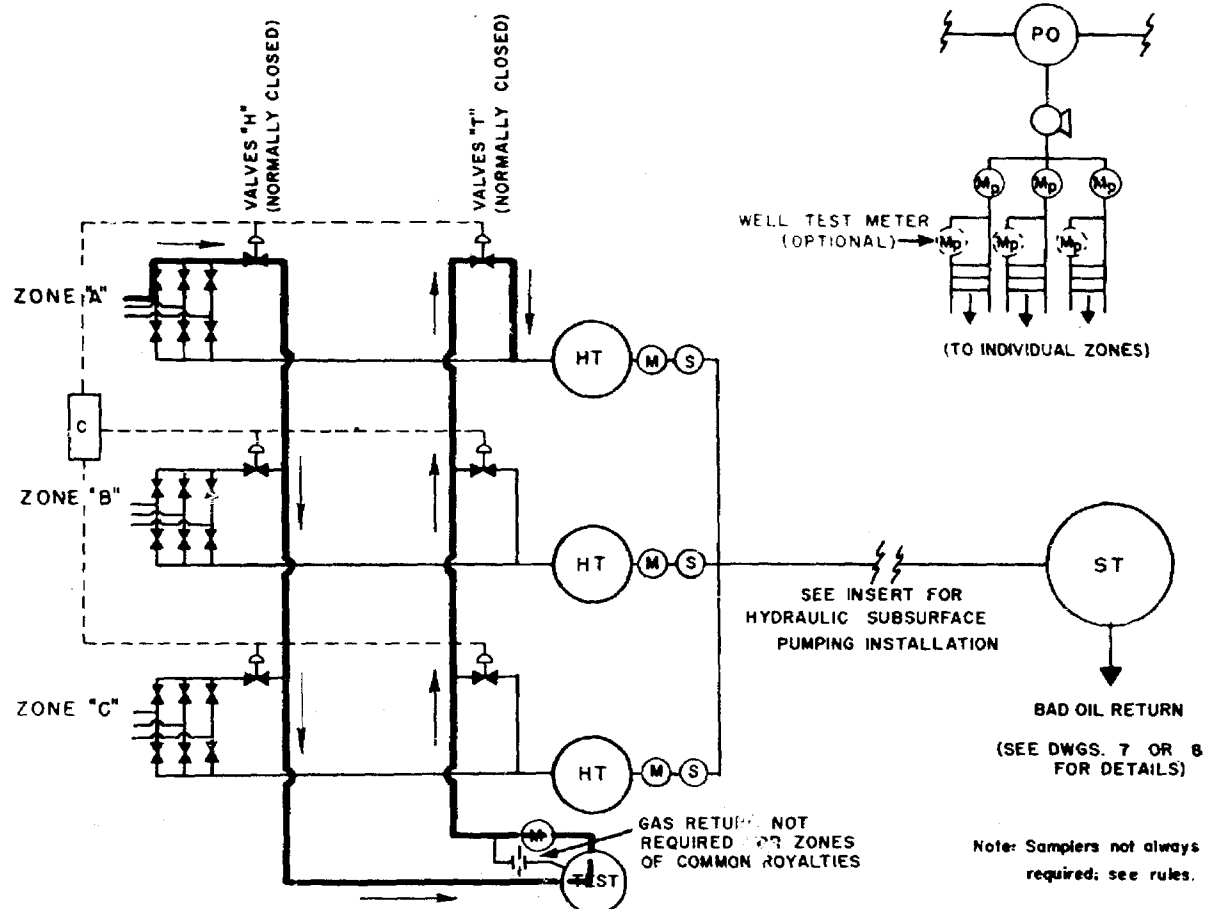 VALVES "H"
(NORMALLY CLOSED)
VALVES "T"
(NORMALLY CLOSED)
PO
Mp Mp Mp
WELL TEST METER
(OPTIONAL)
Mp Mp Mp
(TO INDIVIDUAL ZONES)
ZONE "A"
HT M S
C
ZONE "B"
HT M S
SEE INSERT FOR
HYDRAULIC SUBSURFACE
PUMPING INSTALLATION
ST
BAD OIL RETURN
(SEE DWGS. 7 OR 8
FOR DETAILS)
ZONE "C"
HT M S
M
GAS RETURN NOT
REQUIRED FOR ZONES
OF COMMON ROYALTIES
TEST
Note: Samplers not always
required; see rules.